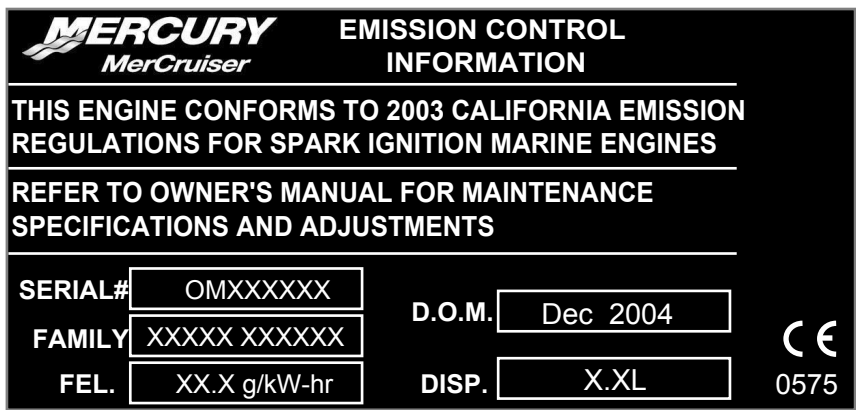 MERCURY
MerCruiser
EMISSION CONTROL
INFORMATION
THIS ENGINE CONFORMS TO 2003 CALIFORNIA EMISSION
REGULATIONS FOR SPARK IGNITION MARINE ENGINES
REFER TO OWNER'S MANUAL FOR MAINTENANCE
SPECIFICATIONS AND ADJUSTMENTS
SERIAL# OMXXXXXX
D.O.M. Dec 2004
FAMILY XXXXX XXXXXX
FEL. XX.X g/kW-hr
DISP. X.XL
CE
0575